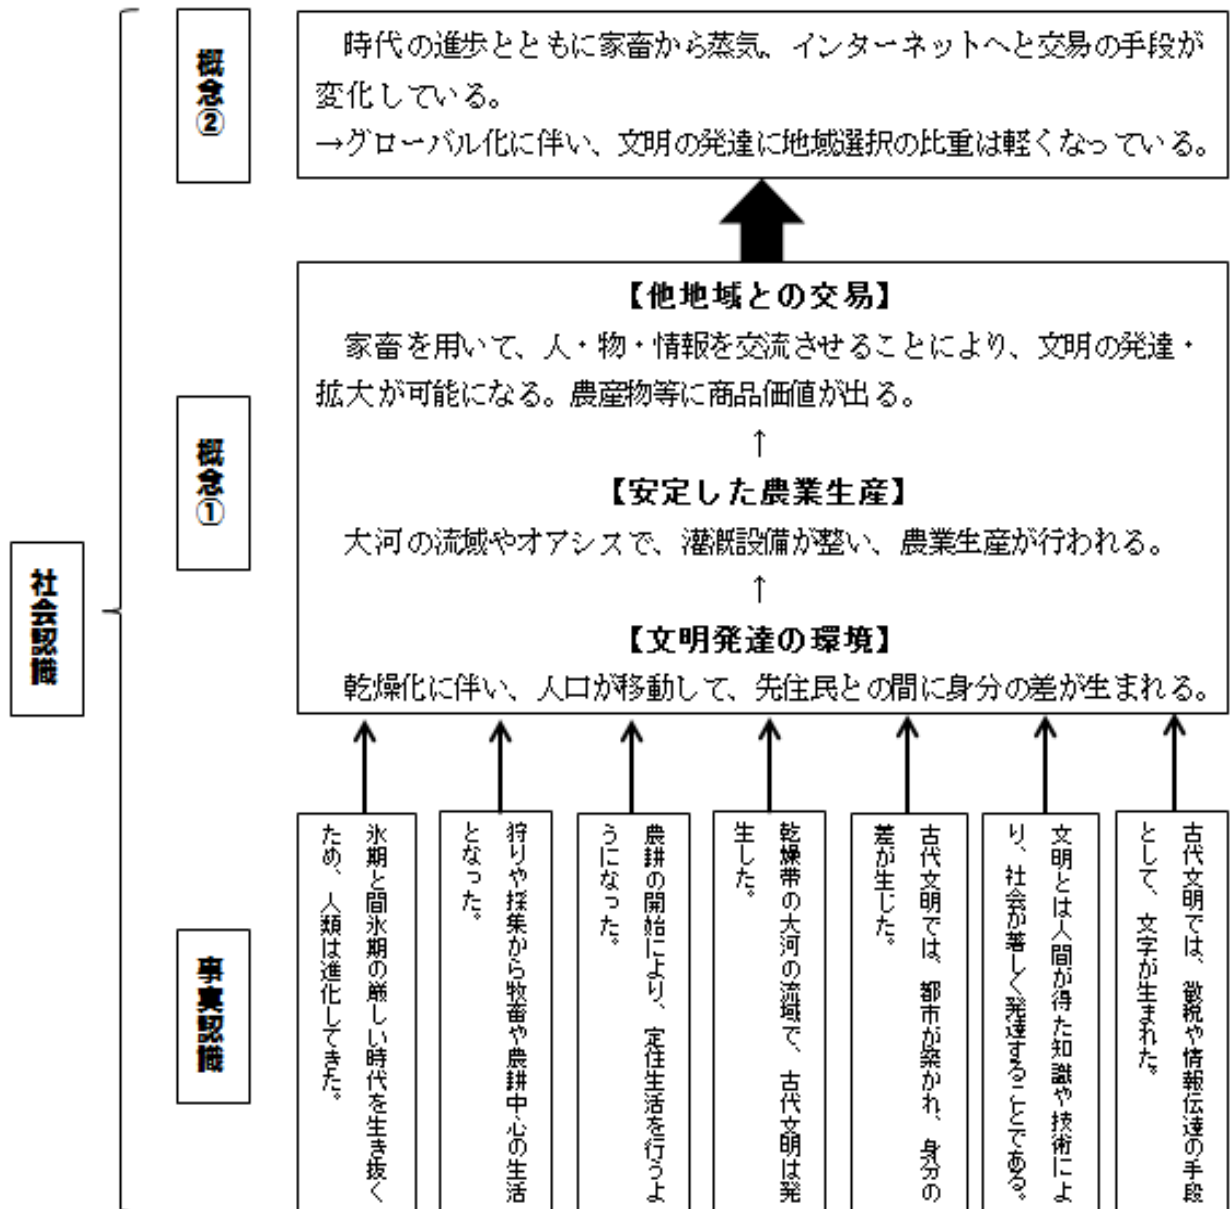 社会認識
概念②
時代の進歩とともに家畜から蒸気、インターネットへと交易の手段が
変化している。
→グローバル化に伴い、文明の発達に地域選択の比重は軽くなっている。
概念①
【他地域との交易】
家畜を用いて、人・物・情報を交流させることにより、文明の発達・
拡大が可能になる。農産物等に商品価値が出る。
↑
【安定した農業生産】
大河の流域やオアシスで、灌漑設備が整い、農業生産が行われる。
↑
【文明発達の環境】
乾燥化に伴い、人口が移動して、先住民との間に身分の差が生まれる。
事実認識
氷期と間氷期の厳しい時代を生き抜く
ため、人類は進化してきた。
狩りや採集から牧畜や農耕中心の生活
となった。
農耕の開始により、定住生活を行うよ
うになった。
乾燥帯の大河の流域で、古代文明は発
生した。
古代文明では、都市が築かれ、身分の
差が生じた。
文明とは人間が得た知識や技術によ
り、社会が著しく発達することである。
古代文明では、徴税や情報伝達の手段
として、文字が生まれた。